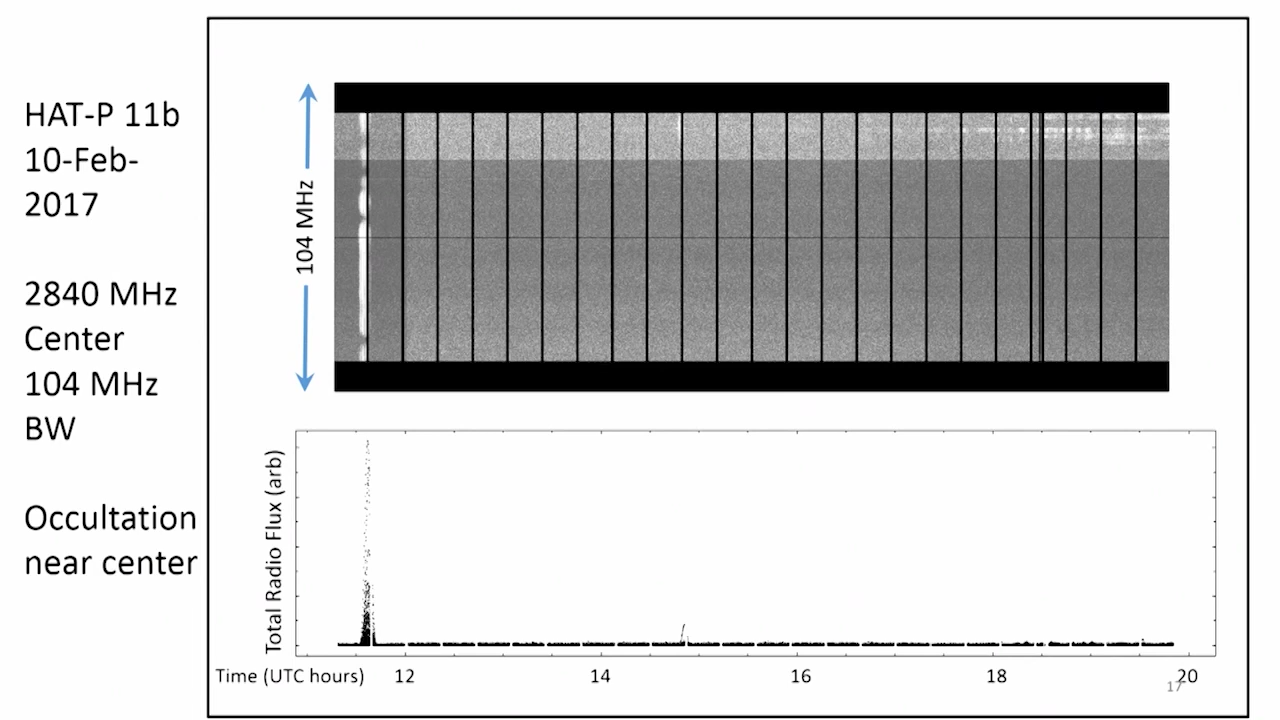 HAT-P 11b
10-Feb-
2017
2840 MHz
Center
104 MHz
BW
Occultation
near center
104 MHz
Total Radio Flux (arb)
Time (UTC hours) 12 14 16 18 20
17